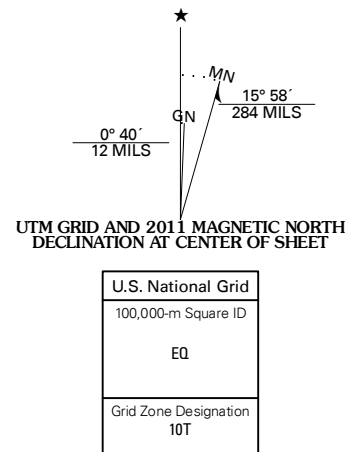 ★
MN
15° 58´
284 MILS
GN
0° 40´
12 MILS
UTM GRID AND 2011 MAGNETIC NORTH
DECLINATION AT CENTER OF SHEET
U.S. National Grid
100,000-m Square ID
EQ
Grid Zone Designation
10T